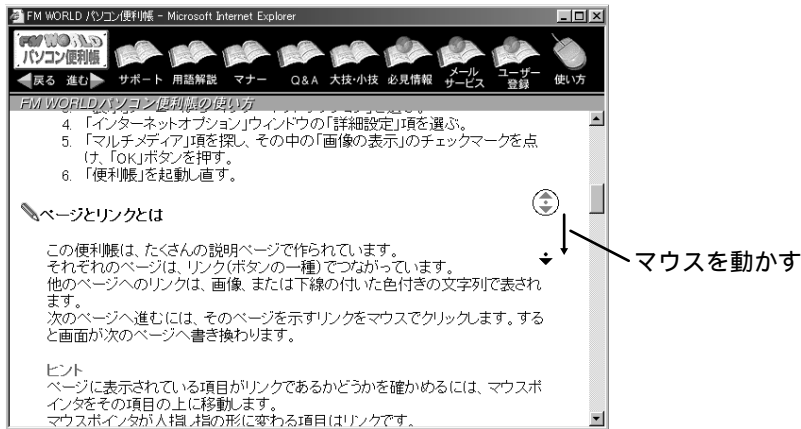 FM WORLD パソコン便利帳 - Microsoft Internet Explorer
FM WORLD
パソコン便利帳
戻る 進む サポート 用語解説 マナー Q&A 大技・小技 必見情報 メールサービス ユーザー登録 使い方
FM WORLDパソコン便利帳の使い方
4. 「インターネットオプション」ウィンドウの「詳細設定」項を選ぶ。
5. 「マルチメディア」項を探し、その中の「画像の表示」のチェックマークを点
け、「OK」ボタンを押す。
6. 「便利帳」を起動し直す。
ページとリンクとは
この便利帳は、たくさんの説明ページで作られています。
それぞれのページは、リンク(ボタンの一種)でつながっています。
他のページへのリンクは、画像、または下線の付いた色付きの文字列で表され
ます。
次のページへ進むには、そのページを示すリンクをマウスでクリックします。する
と画面が次のページへ書き換わります。
マウスを動かす
ヒント
ページに表示されている項目がリンクであるかどうかを確かめるには、マウスポ
インタをその項目の上に移動します。
マウスポインタが人指し指の形に変わる項目はリンクです。